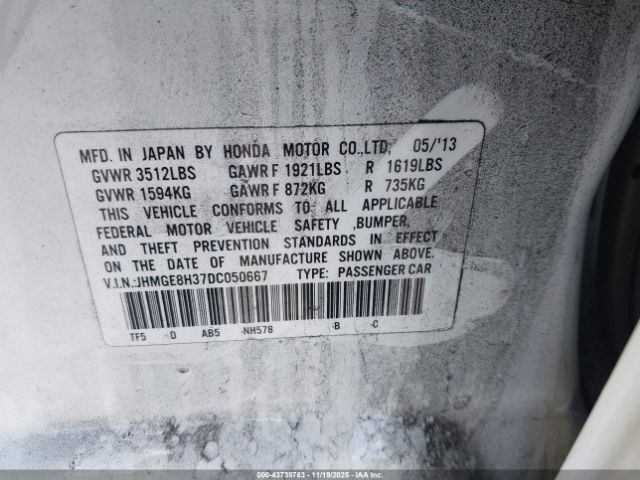 MFD. IN JAPAN BY HONDA MOTOR CO.,LTD. 05/'13
GVWR 3512LBS GAWR F 1921LBS R 1619LBS
GVWR 1594KG GAWR F 872KG R 735KG
THIS VEHICLE CONFORMS TO ALL APPLICABLE
FEDERAL MOTOR VEHICLE SAFETY ,BUMPER,
AND THEFT PREVENTION STANDARDS IN EFFECT
ON THE DATE OF MANUFACTURE SHOWN ABOVE.
V.I.N.:JHMGE8H37DC050667 TYPE: PASSENGER CAR
TF5 -D AB5 -NH578 -B -C
000-43738763 - 11/19/2025 - IAAI.COM